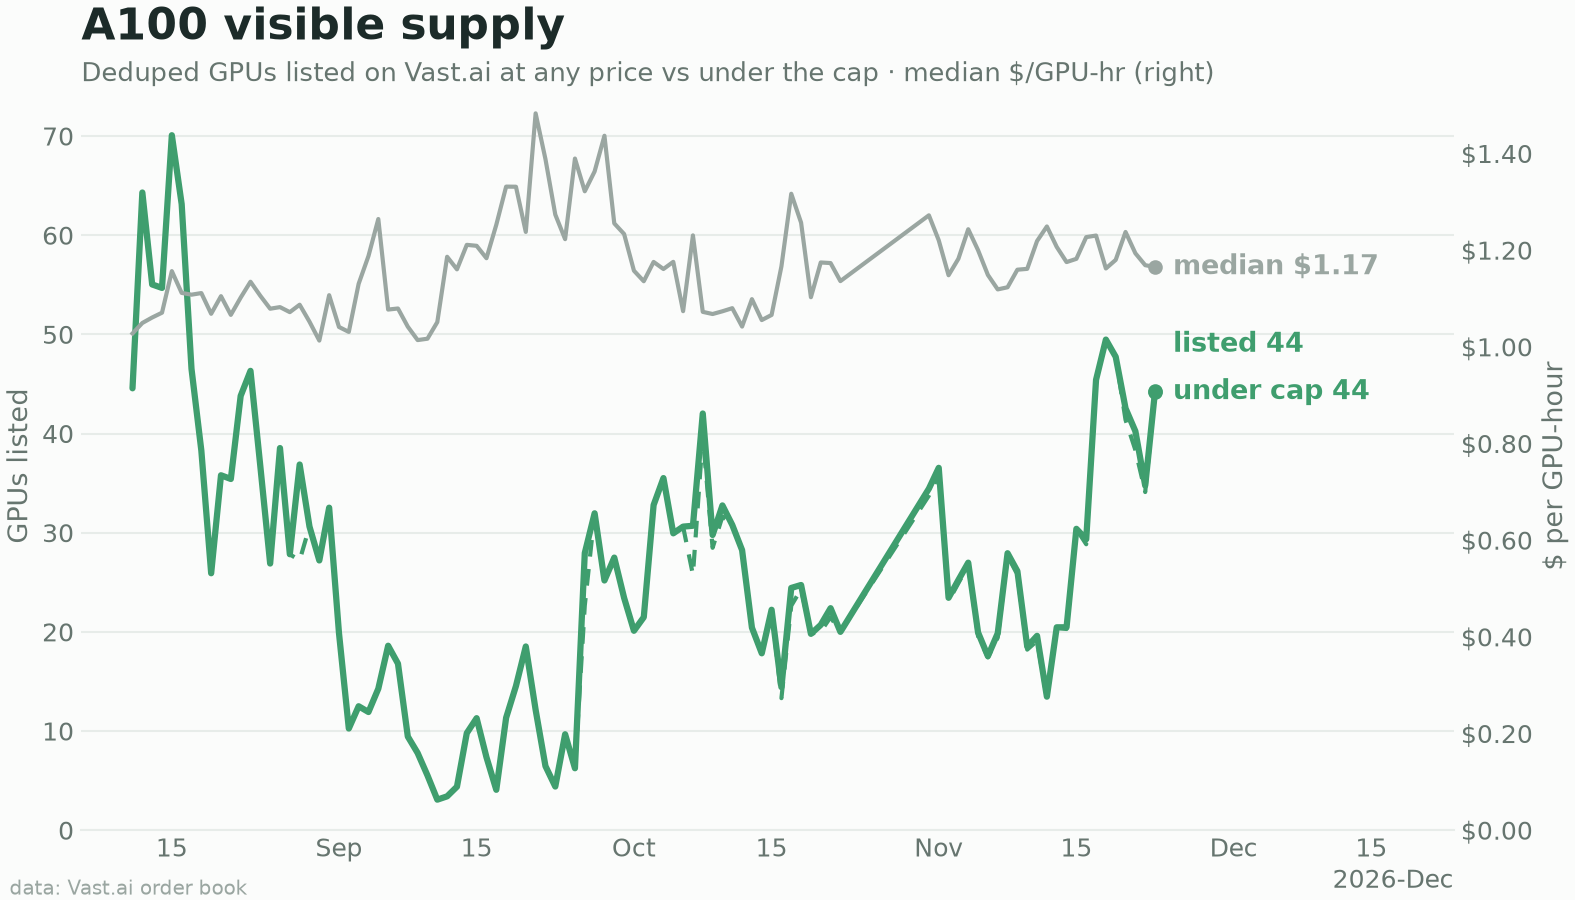 A100 visible supply
Deduped GPUs listed on Vast.ai at any price vs under the cap · median $/GPU-hr (right)
GPUs listed
70
60
50
40
30
20
10
0
$1.40
$1.20
$1.00
$0.80
$0.60
$0.40
$0.20
$0.00
$ per GPU-hour
median $1.17
listed 44
under cap 44
15
Sep
15
Oct
15
Nov
15
Dec
15
2026-Dec
data: Vast.ai order book